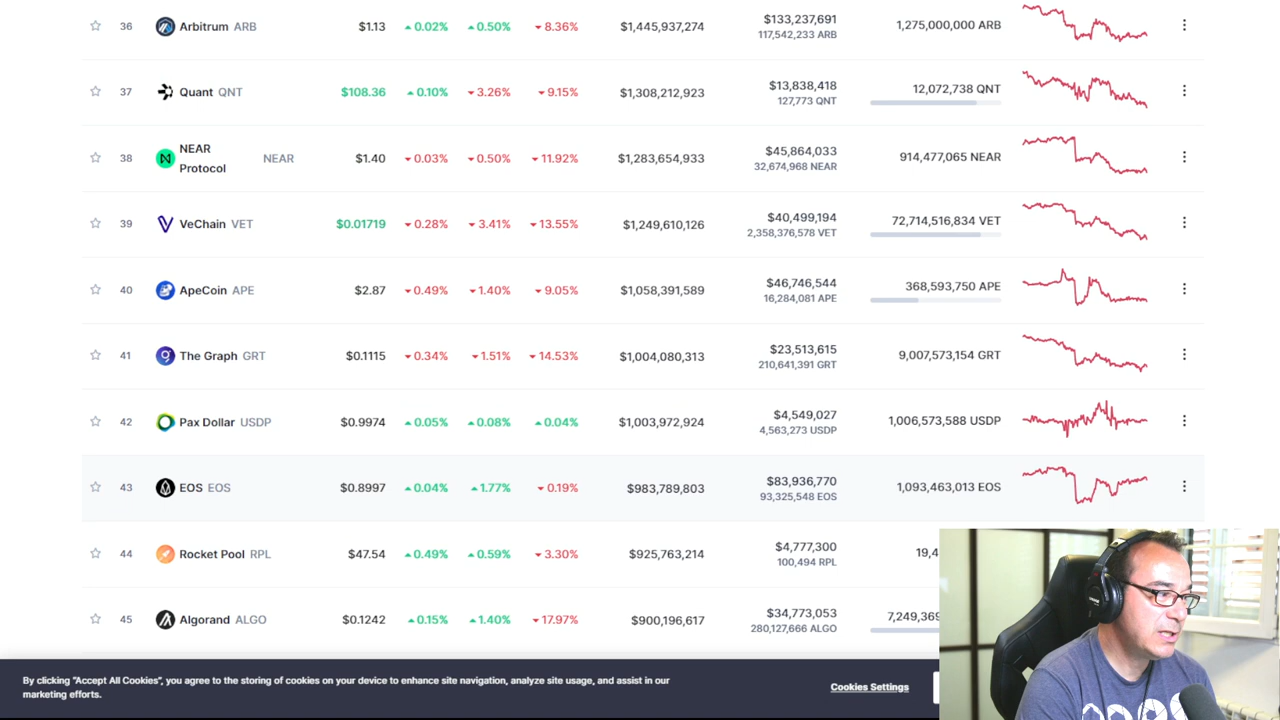 36 Arbitrum ARB $1.13 0.02% 0.50% 8.36% $1,445,937,274 $133,237,691 1,275,000,000 ARB
117,542,233 ARB
37 Quant QNT $108.36 0.10% 3.26% 9.15% $1,308,212,923 $13,838,418 12,072,738 QNT
127,773 QNT
38 NEAR Protocol NEAR $1.40 0.03% 0.50% 11.92% $1,283,654,933 $45,864,033 914,477,065 NEAR
32,674,968 NEAR
39 VeChain VET $0.01719 0.28% 3.41% 13.55% $1,249,610,126 $40,499,194 72,714,516,834 VET
2,358,376,578 VET
40 ApeCoin APE $2.87 0.49% 1.40% 9.05% $1,058,391,589 $46,746,544 368,593,750 APE
16,284,081 APE
41 The Graph GRT $0.1115 0.34% 1.51% 14.53% $1,004,080,313 $23,513,615 9,007,573,154 GRT
210,641,391 GRT
42 Pax Dollar USDP $0.9974 0.05% 0.08% 0.04% $1,003,972,924 $4,549,027 1,006,573,588 USDP
4,563,273 USDP
43 EOS EOS $0.8997 0.04% 1.77% 0.19% $983,789,803 $83,936,770 1,093,463,013 EOS
93,325,548 EOS
44 Rocket Pool RPL $47.54 0.49% 0.59% 3.30% $925,763,214 $4,777,300 19,4
100,494 RPL
45 Algorand ALGO $0.1242 0.15% 1.40% 17.97% $900,196,617 $34,773,053 7,249,369
280,127,666 ALGO
By clicking "Accept All Cookies", you agree to the storing of cookies on your device to enhance site navigation, analyze site usage, and assist in our
marketing efforts.
Cookies Settings